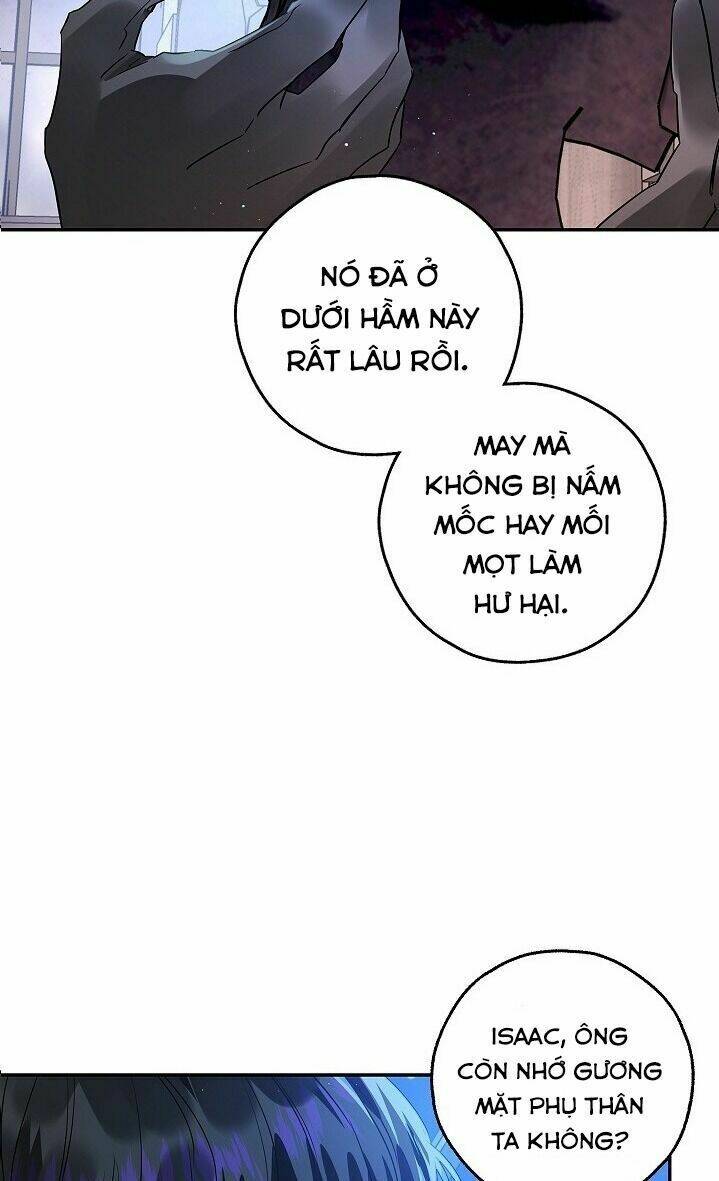 NÓ ĐÃ Ở
DƯỚI HẦM NÀY
RẤT LÂU RỒI.
MAY MÀ
KHÔNG BỊ NẤM
MỐC HAY MỐI
MỌT LÀM
HƯ HẠI.
ISAAC, ÔNG
CÒN NHỚ GƯƠNG
MẶT PHỤ THÂN
TA KHÔNG?